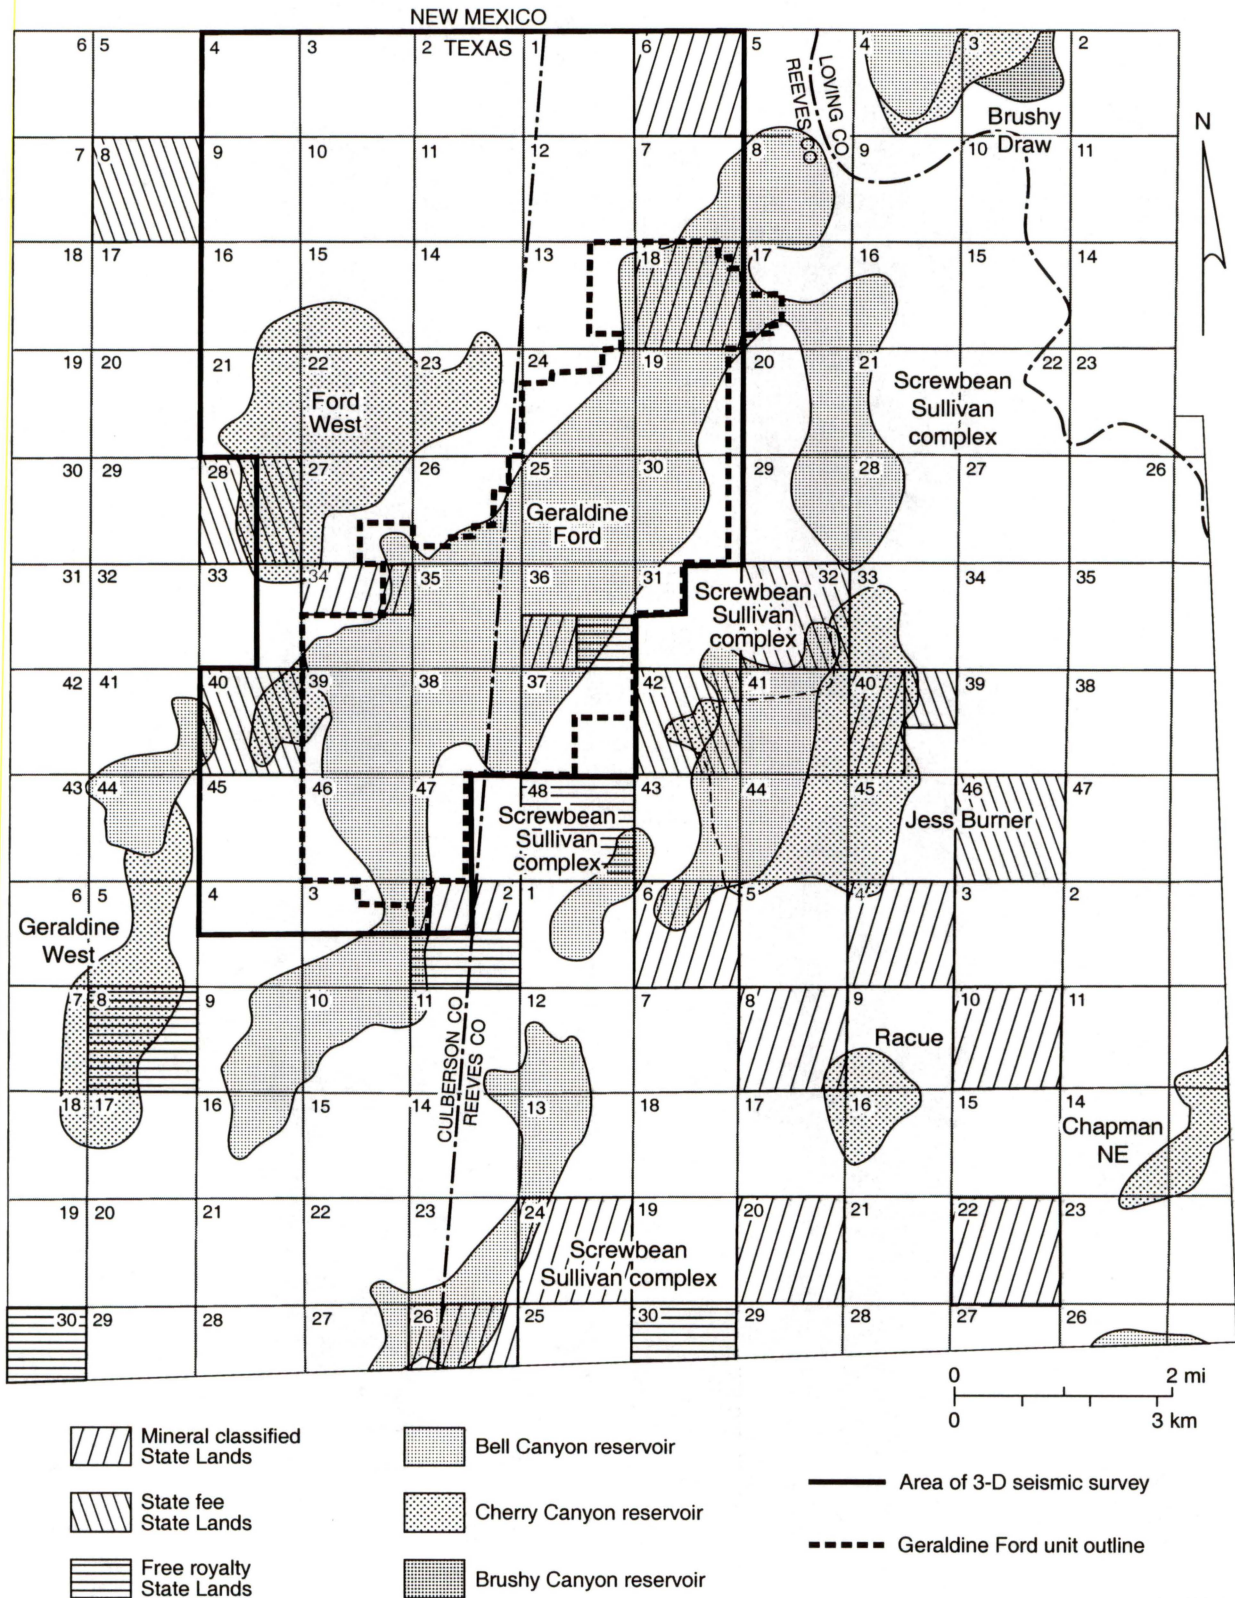 NEW MEXICO
TEXAS
6 5 4 3 2 1 6 5 4 3 2
LOVING CO
REEVES CO
Brushy
Draw
N
7 8 9 10 11 12 7 8 9 10 11
18 17 16 15 14 13 18 17 16 15 14
19 20 21 22 23 24 19 20 21 22 23
Ford
West
Screwbean
Sullivan
complex
30 29 28 27 26 25 30 29 28 27 26
Geraldine
Ford
31 32 33 34 35 36 31 32 33 34 35
Screwbean
Sullivan
complex
42 41 40 39 38 37 42 41 40 39 38
43 44 45 46 47 48 43 44 45 46 47
Screwbean
Sullivan
complex
Jess Burner
6 5 4 3 2 1 6 5 4 3 2
Geraldine
West
7 8 9 10 11 12 7 8 9 10 11
CULBERSON CO
REEVES CO
Racue
18 17 16 15 14 13 18 17 16 15 14
Chapman
NE
19 20 21 22 23 24 19 20 21 22 23
Screwbean
Sullivan complex
30 29 28 27 26 25 30 29 28 27 26
0 2 mi
0 3 km
Mineral classified
State Lands
State fee
State Lands
Free royalty
State Lands
Bell Canyon reservoir
Cherry Canyon reservoir
Brushy Canyon reservoir
Area of 3-D seismic survey
Geraldine Ford unit outline